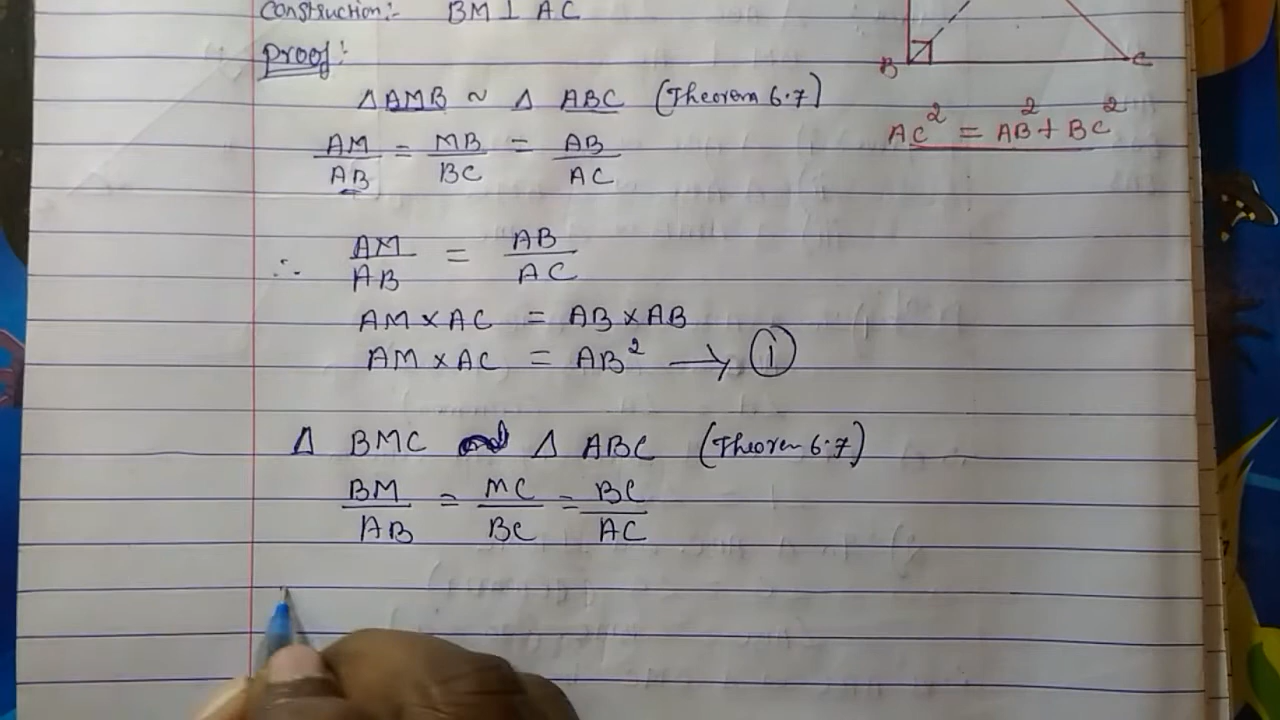 Construction:- BM ⊥ AC
Proof:
B C
AC² = AB² + BC²
Δ AMB ~ Δ ABC (Theorem 6.7)
AM/AB = MB/BC = AB/AC
∴ AM/AB = AB/AC
AM × AC = AB × AB
AM × AC = AB² → ①
Δ BMC Δ ABC (Theorem 6.7)
BM/AB = MC/BC = BC/AC